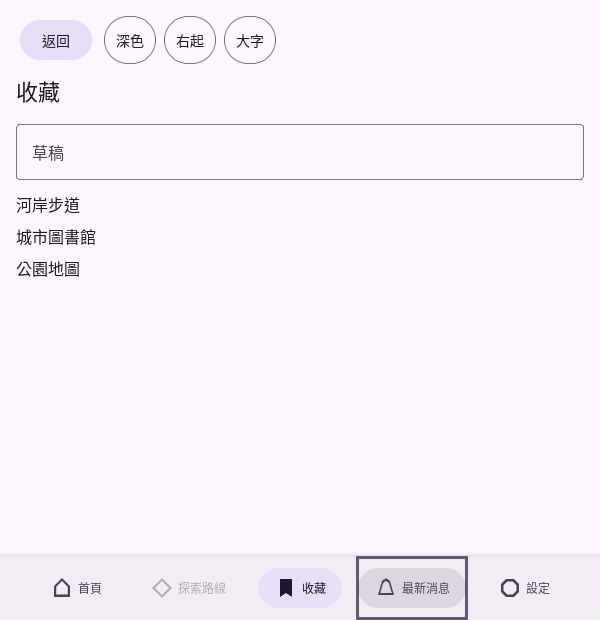 返回 深色 右起 大字
收藏
草稿
河岸步道
城市圖書館
公園地圖
首頁 探索路線 收藏 最新消息 設定